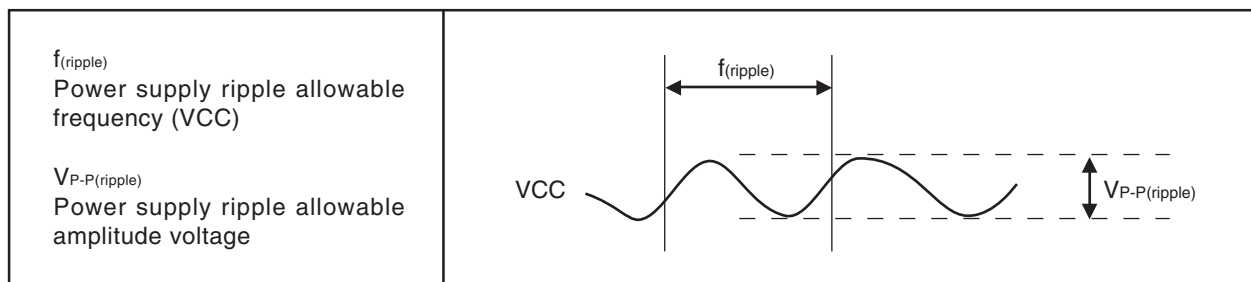 f(ripple)
Power supply ripple allowable
frequency (VCC)
VP-P(ripple)
Power supply ripple allowable
amplitude voltage
f(ripple)
VCC
VP-P(ripple)